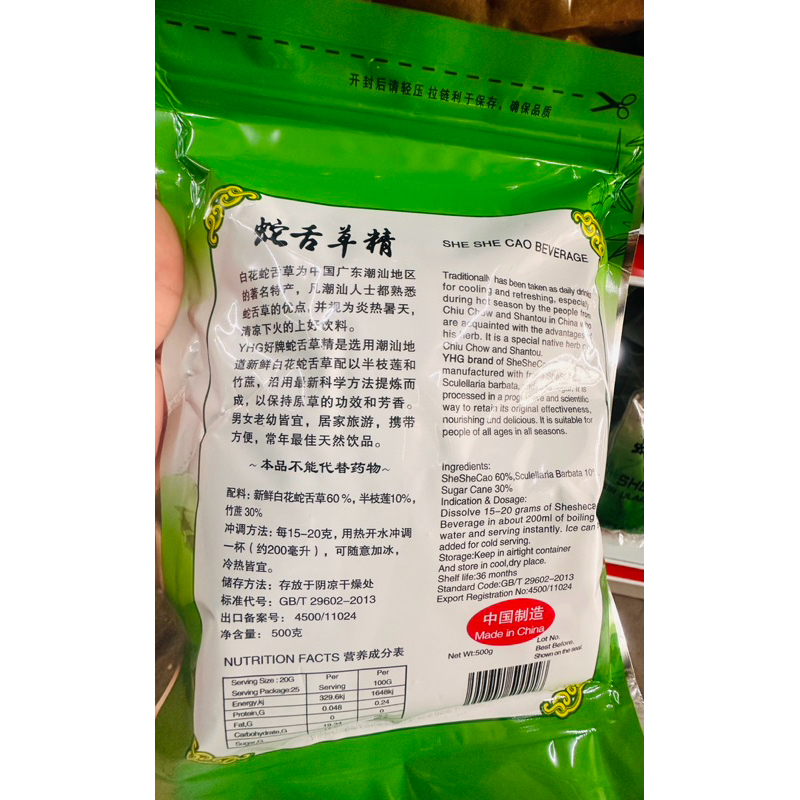 开封后请轻压 拉链利于保存，确保品质
蛇舌草精
白花蛇舌草为中国广东潮汕地区
的著名特产，凡潮汕人士都熟悉
蛇舌草的优点，并视为炎热暑天，
清凉下火的上好饮料。
YHG好牌蛇舌草精是选用潮汕地
道新鲜白花蛇舌草配以半枝莲和
竹蔗，沿用最新科学方法提炼而
成，以保持原草的功效和芳香。
男女老幼皆宜，居家旅游，携带
方便，常年最佳天然饮品。
～本品不能代替药物～
配料：新鲜白花蛇舌草60％，半枝莲10%，
竹蔗 30%
冲调方法：每15-20克，用热开水冲调
一杯（约200毫升），可随意加冰，
冷热皆宜。
储存方法：存放于阴凉干燥处
标准代号：GB/T 29602-2013
出口备案号：4500/11024
净含量：500克
NUTRITION FACTS 营养成分表
Serving Size : 20G
Serving Package:25
Per Serving
Per 100G
Energy,kj 329.6kj 1648kj
Protein,G 0.048 0.24
Fat,G 0 0
Carbohydrate,G
SHE SHE CAO BEVERAGE
Traditionally has been taken as daily drink
for cooling and refreshing, especially
during hot season by the people from
Chiu Chow and Shantou in China who
are acquainted with the advantages of
his herb. It is a special native herb
Chiu Chow and Shantou.
YHG brand of SheSheCao
manufactured with
Sculellaria barbata,
processed in a and scientific
way to retain its original effectiveness,
nourishing and delicious. It is suitable for
people of all ages in all seasons.
Ingredients:
SheSheCao 60%,Sculellaria Barbata 10%
Sugar Cane 30%
Indication & Dosage:
Dissolve 15-20 grams of Sheshecao
Beverage in about 200ml of boiling
water and serving instantly. Ice can
added for cold serving.
Storage:Keep in airtight container
And store in cool,dry place.
Shelf life:36 months
Standard Code:GB/T 29602-2013
Export Registration No:4500/11024
中国制造
Made in China
Net Wt:500g
Lot No.
Best Before.
Shown on the seal.